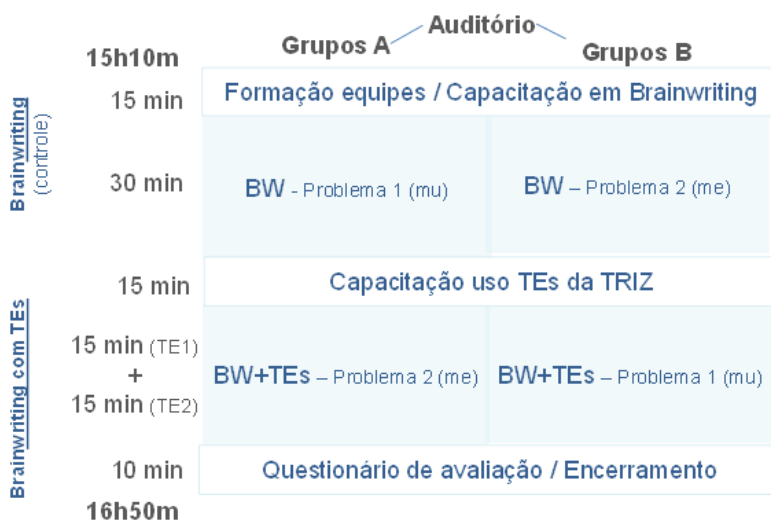 Auditório
Grupos A
Grupos B
15h10m
Brainwriting
(controle)
15 min
Formação equipes / Capacitação em Brainwriting
30 min
BW - Problema 1 (mu)
BW – Problema 2 (me)
15 min
Capacitação uso TEs da TRIZ
Brainwriting com TEs
15 min (TE1)
+
15 min (TE2)
BW+TEs – Problema 2 (me)
BW+TEs – Problema 1 (mu)
10 min
Questionário de avaliação / Encerramento
16h50m